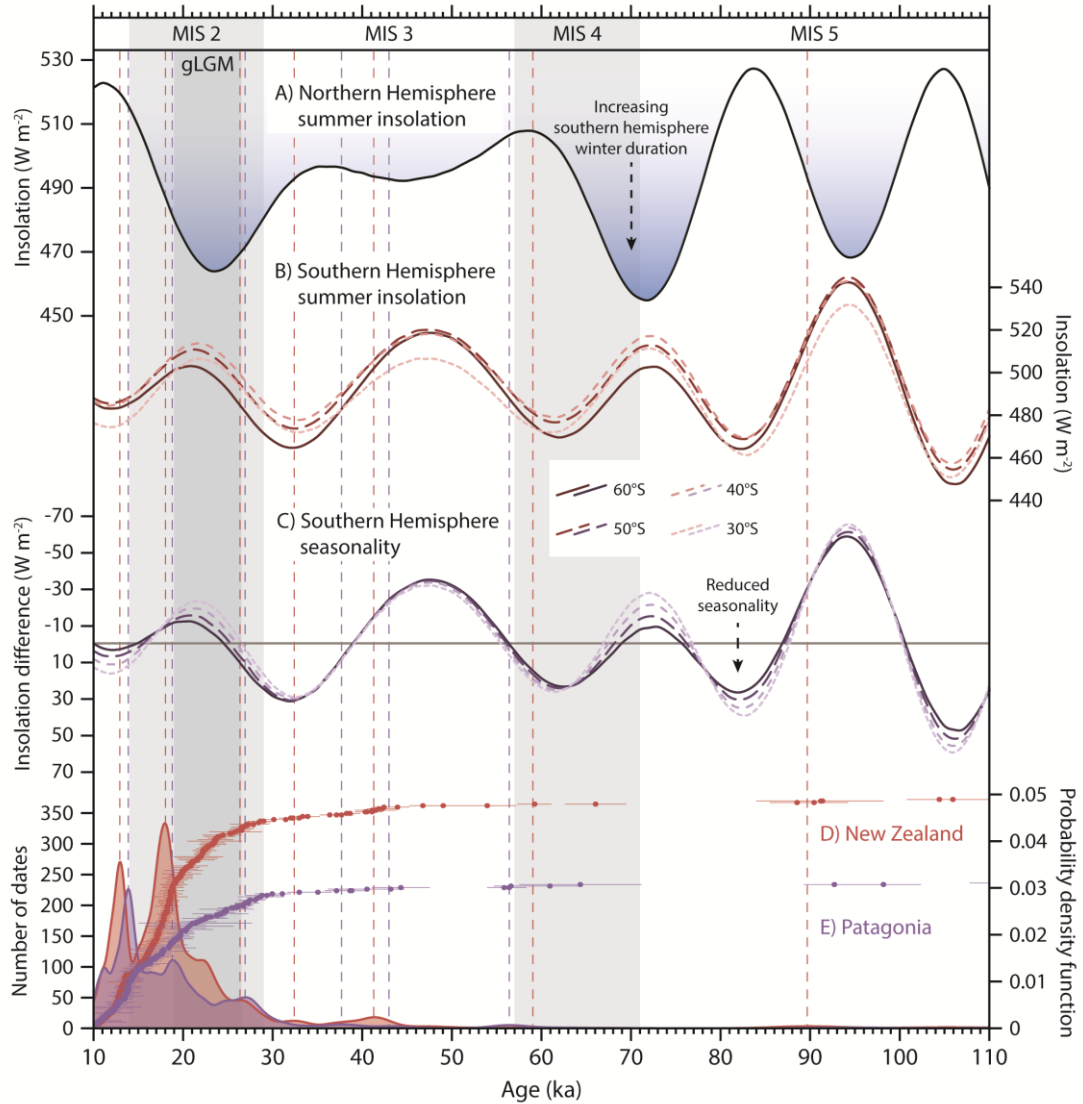 MIS 2
MIS 3
MIS 4
MIS 5
gLGM
530
510
490
470
450
Insolation (W m-2)
A) Northern Hemisphere
summer insolation
Increasing
southern hemisphere
winter duration
B) Southern Hemisphere
summer insolation
540
520
500
480
460
440
Insolation (W m-2)
60°S
40°S
50°S
30°S
C) Southern Hemisphere
seasonality
Reduced
seasonality
-70
-50
-30
-10
10
30
50
70
Insolation difference (W m-2)
350
300
250
200
150
100
50
0
Number of dates
D) New Zealand
E) Patagonia
0.05
0.04
0.03
0.02
0.01
0
Probability density function
10
20
30
40
50
60
70
80
90
100
110
Age (ka)